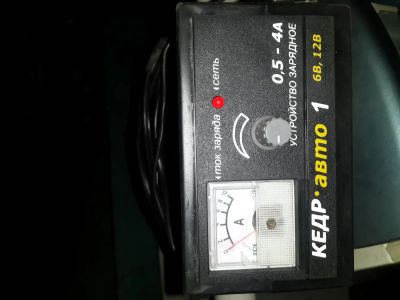 ток заряда
сеть
А
0,5 - 4А
УСТРОЙСТВО ЗАРЯДНОЕ
КЕДР·авто 1
6В, 12В